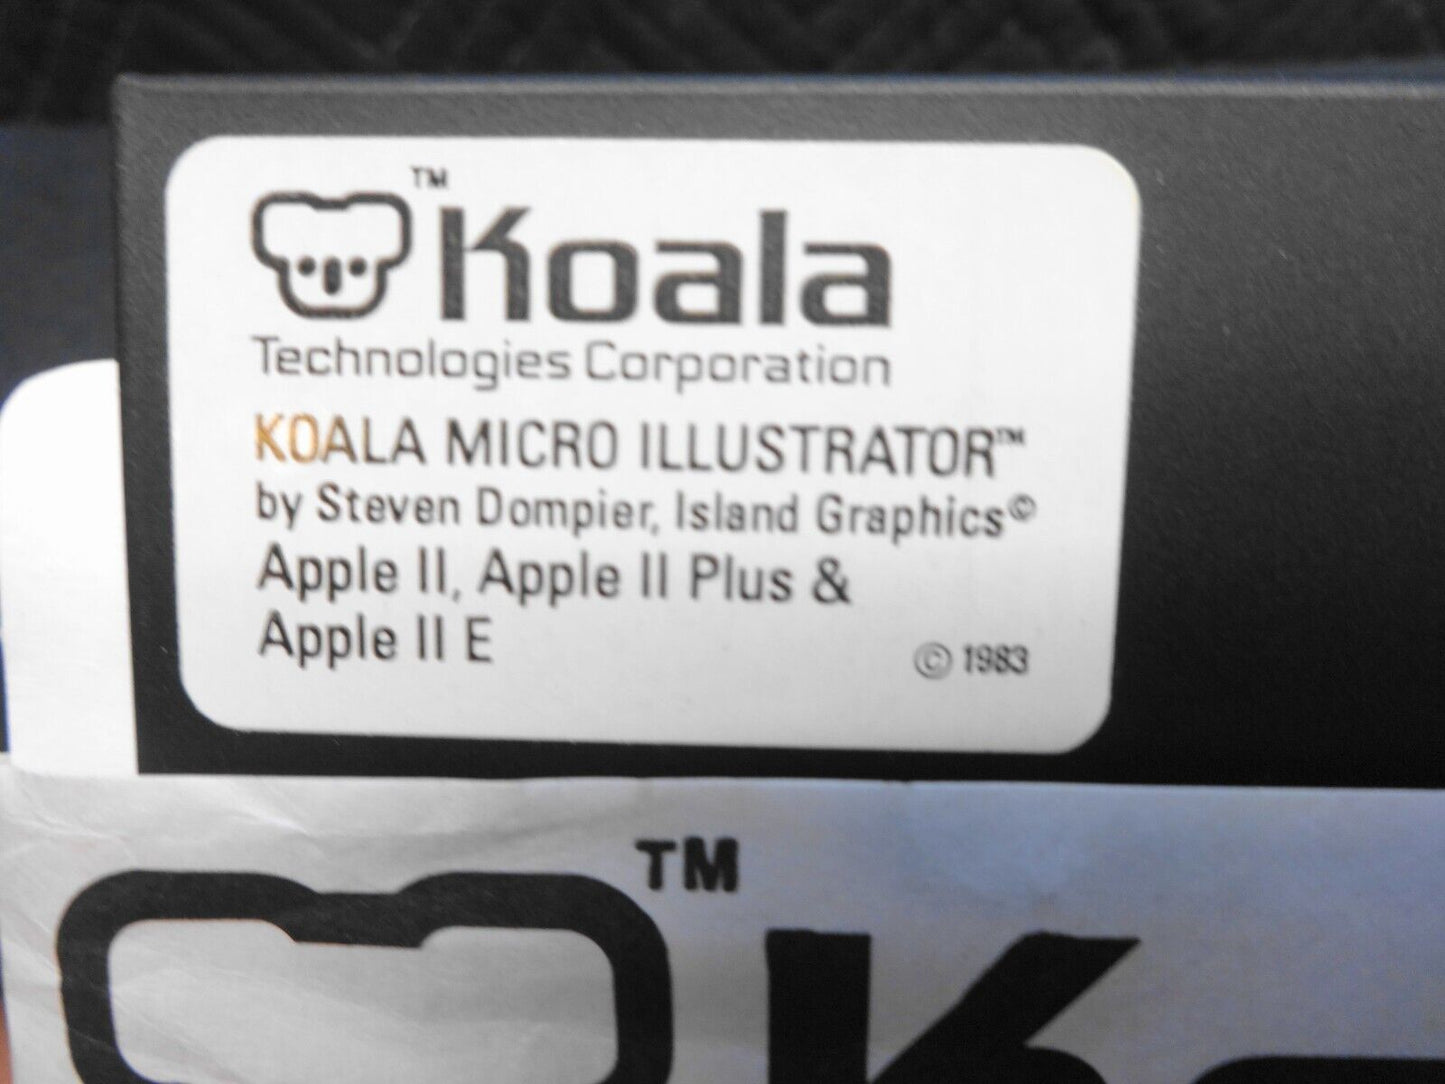 ™
Koala
Technologies Corporation
KOALA MICRO ILLUSTRATOR™
by Steven Dompier, Island Graphics©
Apple II, Apple II Plus &
Apple II E
© 1983
TM